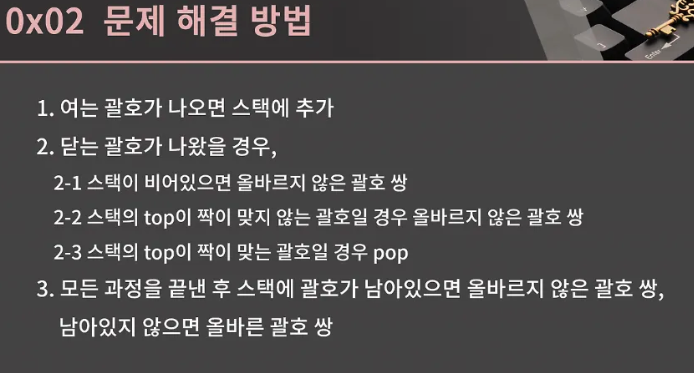 0x02 문제 해결 방법
1. 여는 괄호가 나오면 스택에 추가
2. 닫는 괄호가 나왔을 경우,
2-1 스택이 비어있으면 올바르지 않은 괄호 쌍
2-2 스택의 top이 짝이 맞지 않는 괄호일 경우 올바르지 않은 괄호 쌍
2-3 스택의 top이 짝이 맞는 괄호일 경우 pop
3. 모든 과정을 끝낸 후 스택에 괄호가 남아있으면 올바르지 않은 괄호 쌍,
남아있지 않으면 올바른 괄호 쌍
Enter